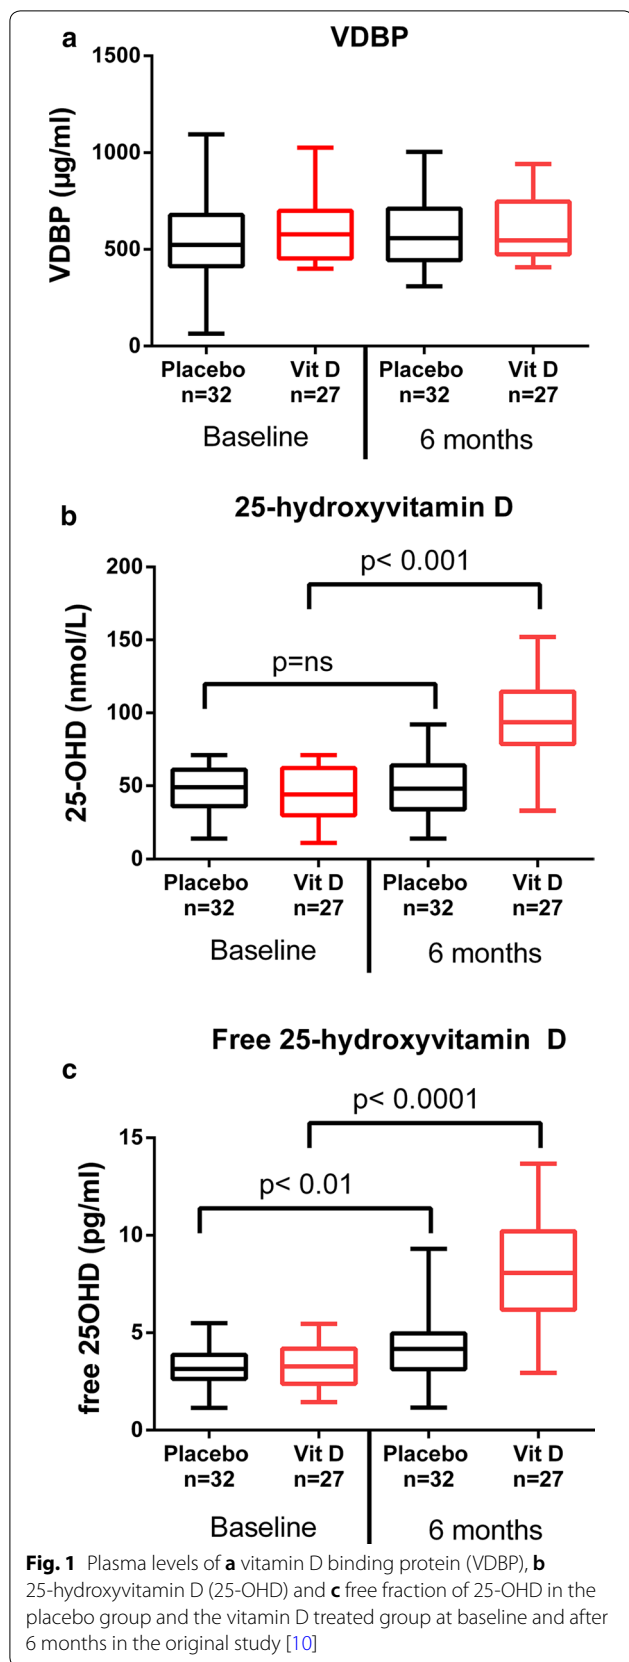 a
VDBP
VDBP (µg/ml)
1500
1000
500
0
Placebo Vit D Placebo Vit D
n=32 n=27 n=32 n=27
Baseline 6 months
b
25-hydroxyvitamin D
25-OHD (nmol/L)
200
150
100
50
0
p< 0.001
p=ns
Placebo Vit D Placebo Vit D
n=32 n=27 n=32 n=27
Baseline 6 months
Free 25-hydroxyvitamin D
c
free 25OHD (pg/ml)
15
10
5
0
p< 0.0001
p< 0.01
Placebo Vit D Placebo Vit D
n=32 n=27 n=32 n=27
Baseline 6 months
Fig. 1 Plasma levels of a vitamin D binding protein (VDBP), b
25-hydroxyvitamin D (25-OHD) and c free fraction of 25-OHD in the
placebo group and the vitamin D treated group at baseline and after
6 months in the original study [10]